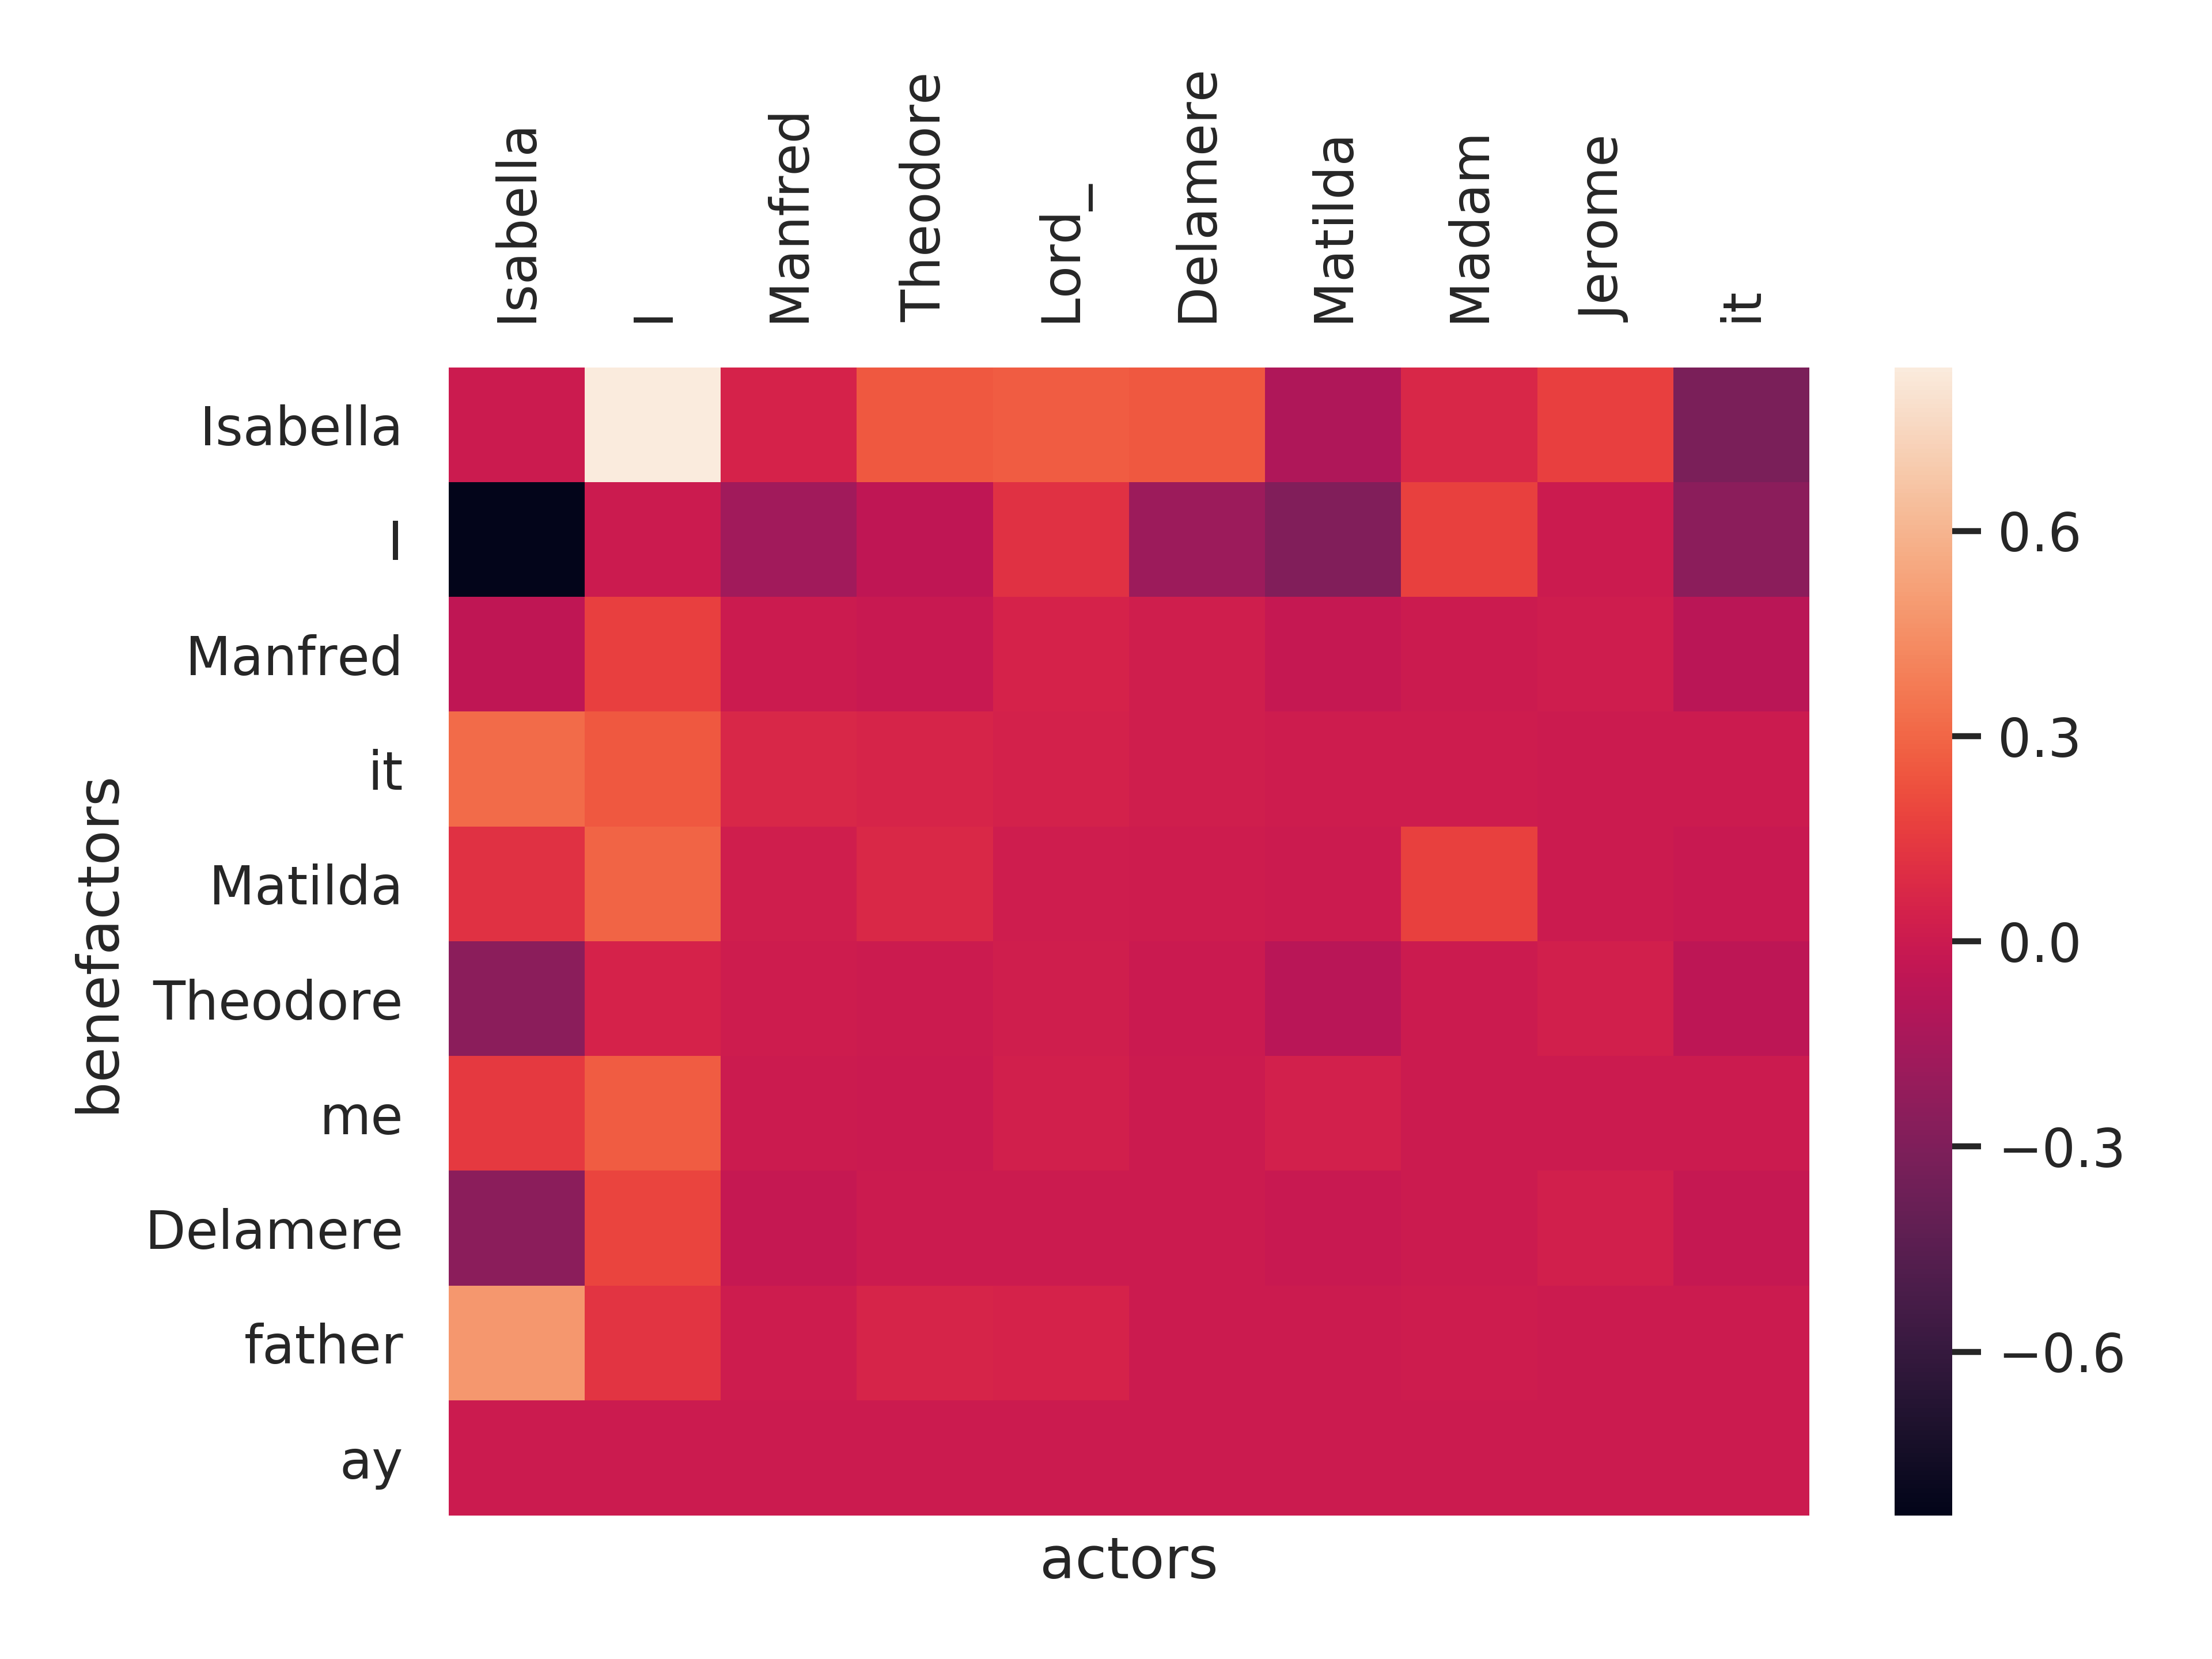 Isabella
I
Manfred
Theodore
Lord_
Delamere
Matilda
Madam
Jerome
it
Isabella
I
Manfred
it
Matilda
Theodore
me
Delamere
father
ay
benefactors
actors
0.6
0.3
0.0
−0.3
−0.6